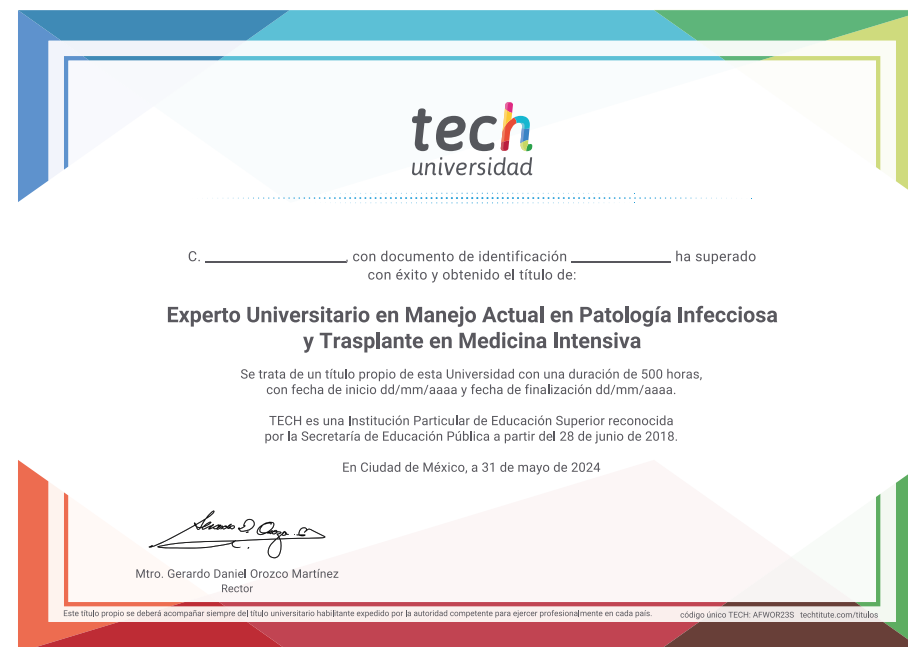 tech
universidad
C. ____________, con documento de identificación ____________ ha superado
con éxito y obtenido el título de:
Experto Universitario en Manejo Actual en Patología Infecciosa
y Trasplante en Medicina Intensiva
Se trata de un título propio de esta Universidad con una duración de 500 horas,
con fecha de inicio dd/mm/aaaa y fecha de finalización dd/mm/aaaa.
TECH es una Institución Particular de Educación Superior reconocida
por la Secretaría de Educación Pública a partir del 28 de junio de 2018.
En Ciudad de México, a 31 de mayo de 2024
Mtro. Gerardo Daniel Orozco Martínez
Rector
Este título propio se deberá acompañar siempre del título universitario habilitante expedido por la autoridad competente para ejercer profesionalmente en cada país. código único TECH: AFWOR23S techtitute.com/titulos